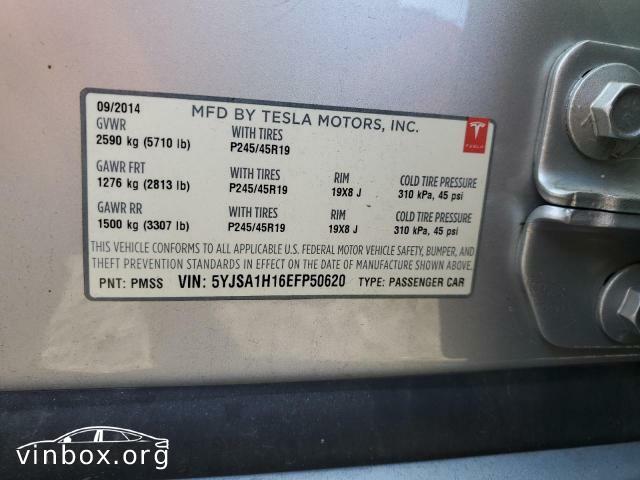 09/2014 MFD BY TESLA MOTORS, INC.
GVWR WITH TIRES
2590 kg (5710 lb) P245/45R19
TESLA
GAWR FRT WITH TIRES RIM COLD TIRE PRESSURE
1276 kg (2813 lb) P245/45R19 19X8 J 310 kPa, 45 psi
GAWR RR WITH TIRES RIM COLD TIRE PRESSURE
1500 kg (3307 lb) P245/45R19 19X8 J 310 kPa, 45 psi
THIS VEHICLE CONFORMS TO ALL APPLICABLE U.S. FEDERAL MOTOR VEHICLE SAFETY, BUMPER, AND
THEFT PREVENTION STANDARDS IN EFFECT ON THE DATE OF MANUFACTURE SHOWN ABOVE.
PNT: PMSS VIN: 5YJSA1H16EFP50620 TYPE: PASSENGER CAR
vinbox.org